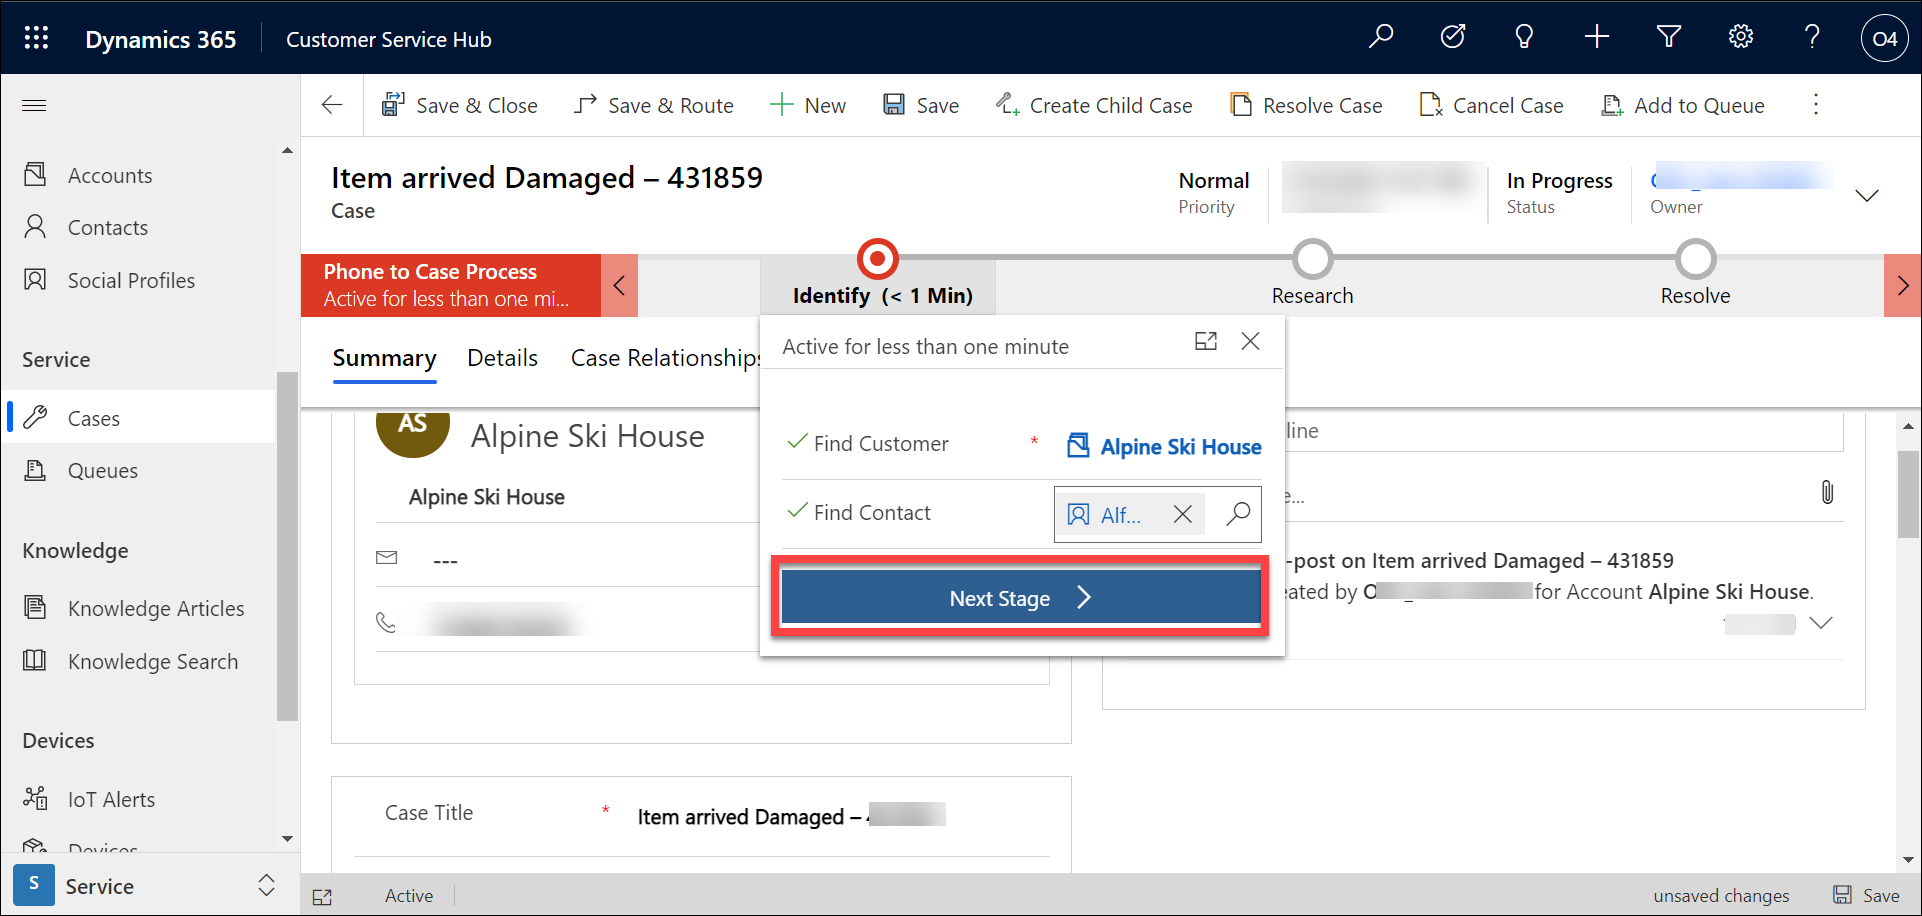 Dynamics 365
Customer Service Hub
O4
Save & Close
Save & Route
New
Save
Create Child Case
Resolve Case
Cancel Case
Add to Queue
Accounts
Contacts
Social Profiles
Service
Cases
Queues
Knowledge
Knowledge Articles
Knowledge Search
Devices
IoT Alerts
Devices
S
Service
Item arrived Damaged – 431859
Case
Normal
Priority
In Progress
Status
Owner
Phone to Case Process
Active for less than one mi...
Identify (< 1 Min)
Research
Resolve
Summary
Details
Case Relationships
Active for less than one minute
Find Customer
*
Alpine Ski House
Find Contact
Alf...
Next Stage
AS
Alpine Ski House
Alpine Ski House
---
line
e...
-post on Item arrived Damaged – 431859
eated by O for Account Alpine Ski House.
Case Title
*
Item arrived Damaged –
Active
unsaved changes
Save